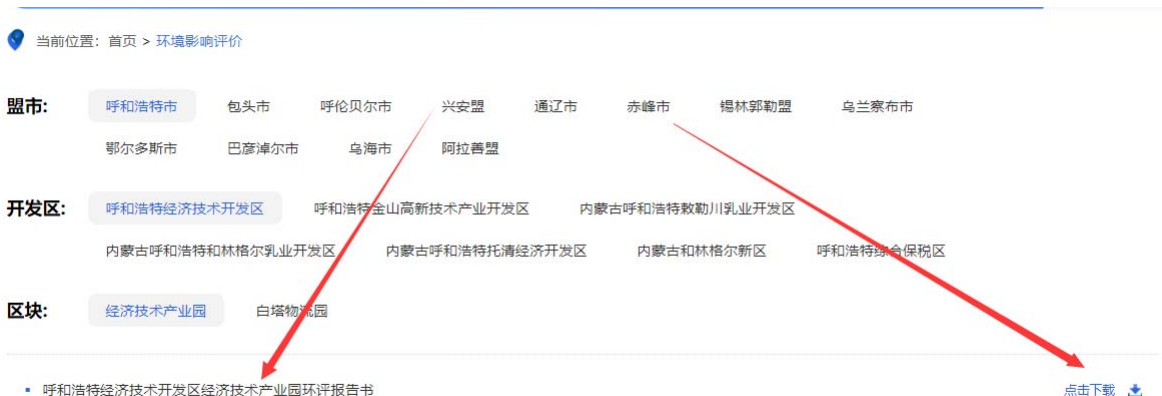 当前位置：首页 > 环境影响评价
盟市： 呼和浩特市 包头市 呼伦贝尔市 兴安盟 通辽市 赤峰市 锡林郭勒盟 乌兰察布市
鄂尔多斯市 巴彦淖尔市 乌海市 阿拉善盟
开发区： 呼和浩特经济技术开发区 呼和浩特金山高新技术产业开发区 内蒙古呼和浩特敕勒川乳业开发区
内蒙古呼和浩特和林格尔乳业开发区 内蒙古呼和浩特托清经济开发区 内蒙古和林格尔新区 呼和浩特综合保税区
区块： 经济技术产业园 白塔物流园
呼和浩特经济技术开发区经济技术产业园环评报告书 点击下载